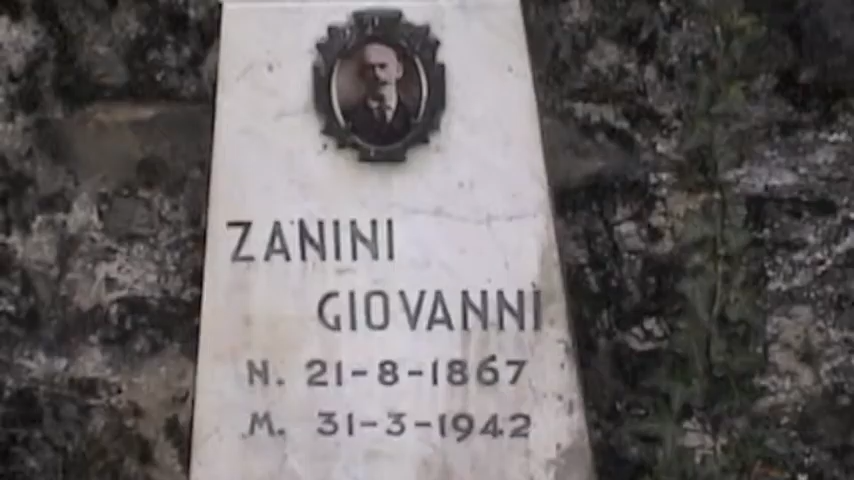 ZANINI
GIOVANNI
N. 21-8-1867
M. 31-3-1942